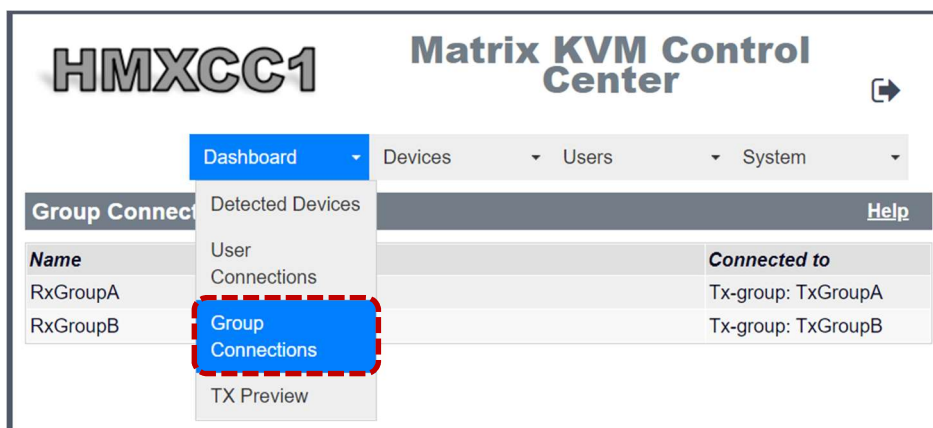 HMXCC1
Matrix KVM Control
Center
Dashboard Devices Users System
Detected Devices
User
Connections
Group
Connections
TX Preview
Group Connect Help
Name Connected to
RxGroupA Tx-group: TxGroupA
RxGroupB Tx-group: TxGroupB